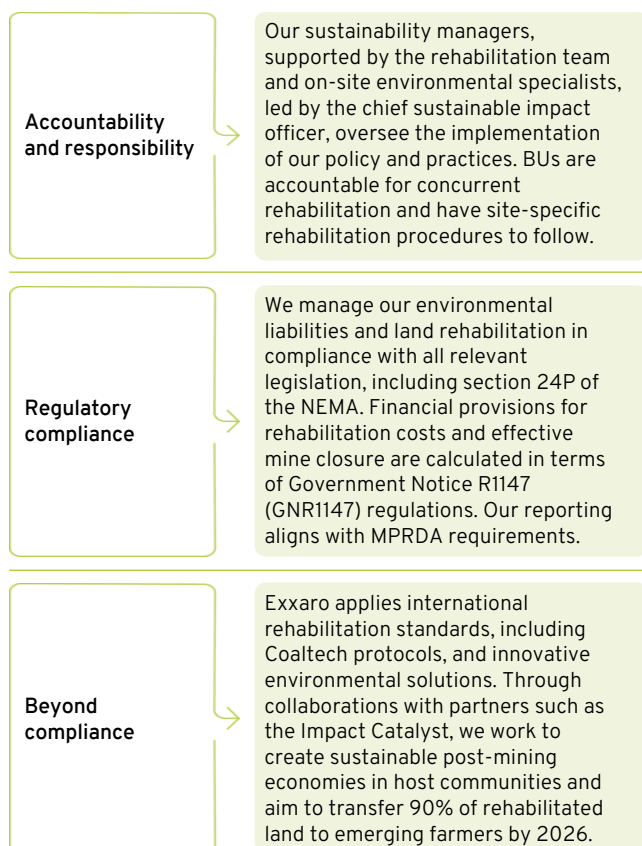 Accountability
and responsibility
Our sustainability managers,
supported by the rehabilitation team
and on-site environmental specialists,
led by the chief sustainable impact
officer, oversee the implementation
of our policy and practices. BUs are
accountable for concurrent
rehabilitation and have site-specific
rehabilitation procedures to follow.
Regulatory
compliance
We manage our environmental
liabilities and land rehabilitation in
compliance with all relevant
legislation, including section 24P of
the NEMA. Financial provisions for
rehabilitation costs and effective
mine closure are calculated in terms
of Government Notice R1147
(GNR1147) regulations. Our reporting
aligns with MPRDA requirements.
Beyond
compliance
Exxaro applies international
rehabilitation standards, including
Coaltech protocols, and innovative
environmental solutions. Through
collaborations with partners such as
the Impact Catalyst, we work to
create sustainable post-mining
economies in host communities and
aim to transfer 90% of rehabilitated
land to emerging farmers by 2026.